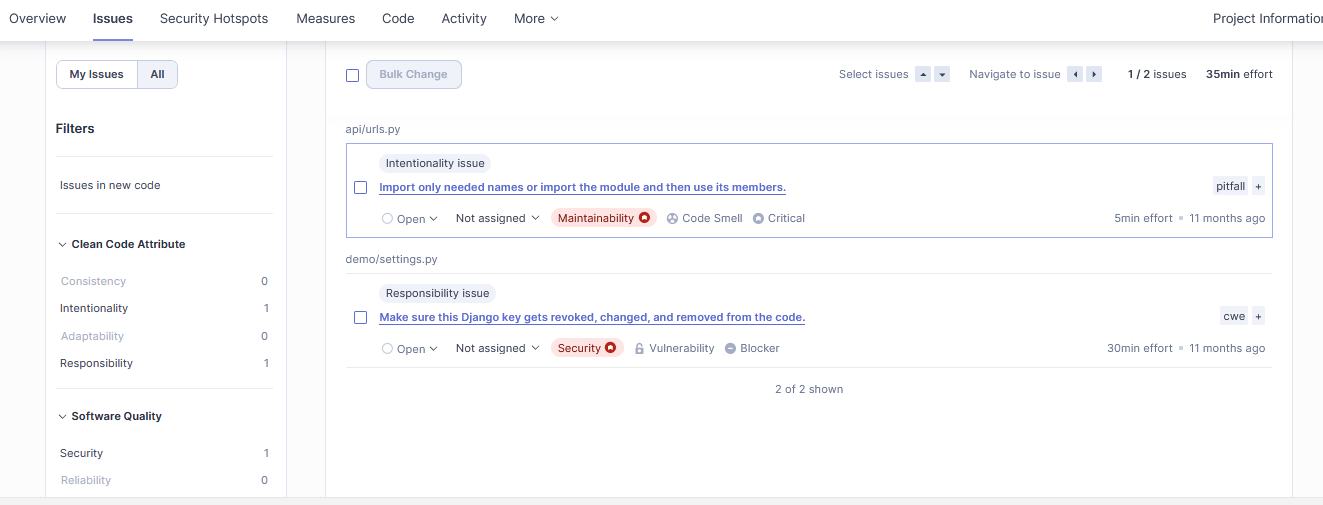 Overview Issues Security Hotspots Measures Code Activity More Project Information
My Issues All
Filters
Issues in new code
Clean Code Attribute
Consistency 0
Intentionality 1
Adaptability 0
Responsibility 1
Software Quality
Security 1
Reliability 0
Bulk Change Select issues Navigate to issue 1 / 2 issues 35min effort
api/urls.py
Intentionality issue
Import only needed names or import the module and then use its members. pitfall +
Open Not assigned Maintainability Code Smell Critical 5min effort 11 months ago
demo/settings.py
Responsibility issue
Make sure this Django key gets revoked, changed, and removed from the code. cwe +
Open Not assigned Security Vulnerability Blocker 30min effort 11 months ago
2 of 2 shown